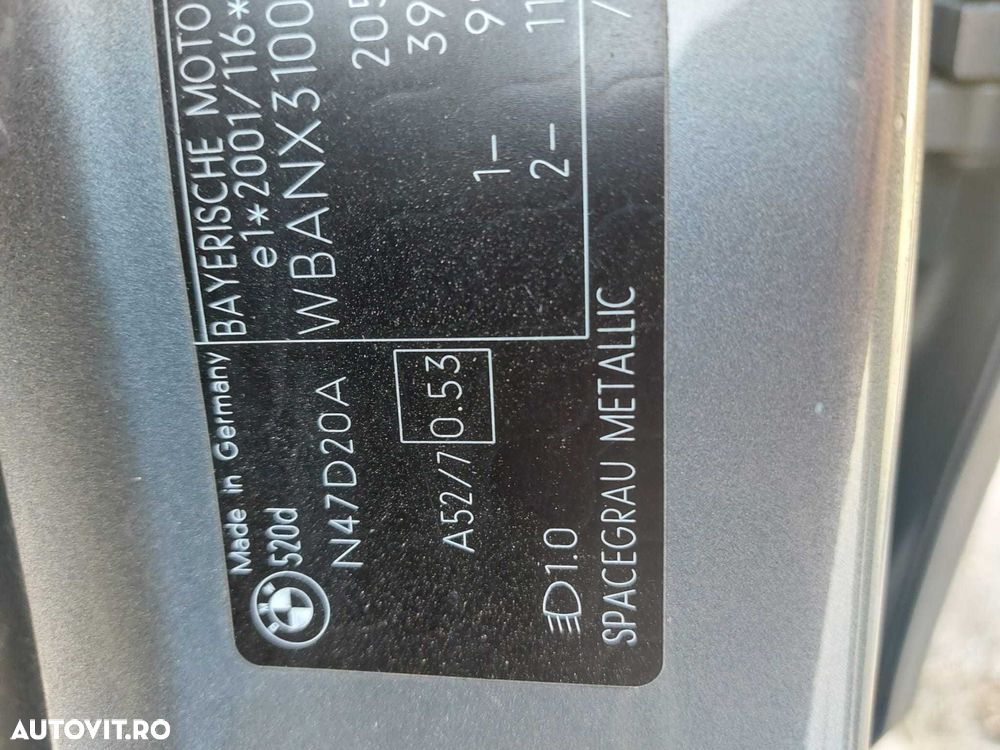 Made in Germany BAYERISCHE MOTO
520d e1*2001/116*
N47D20A WBANX3100
205
A52/7 0.53 39
1- 9
2- 11
D1.0
SPACEGRAU METALLIC /
AUTOVIT.RO